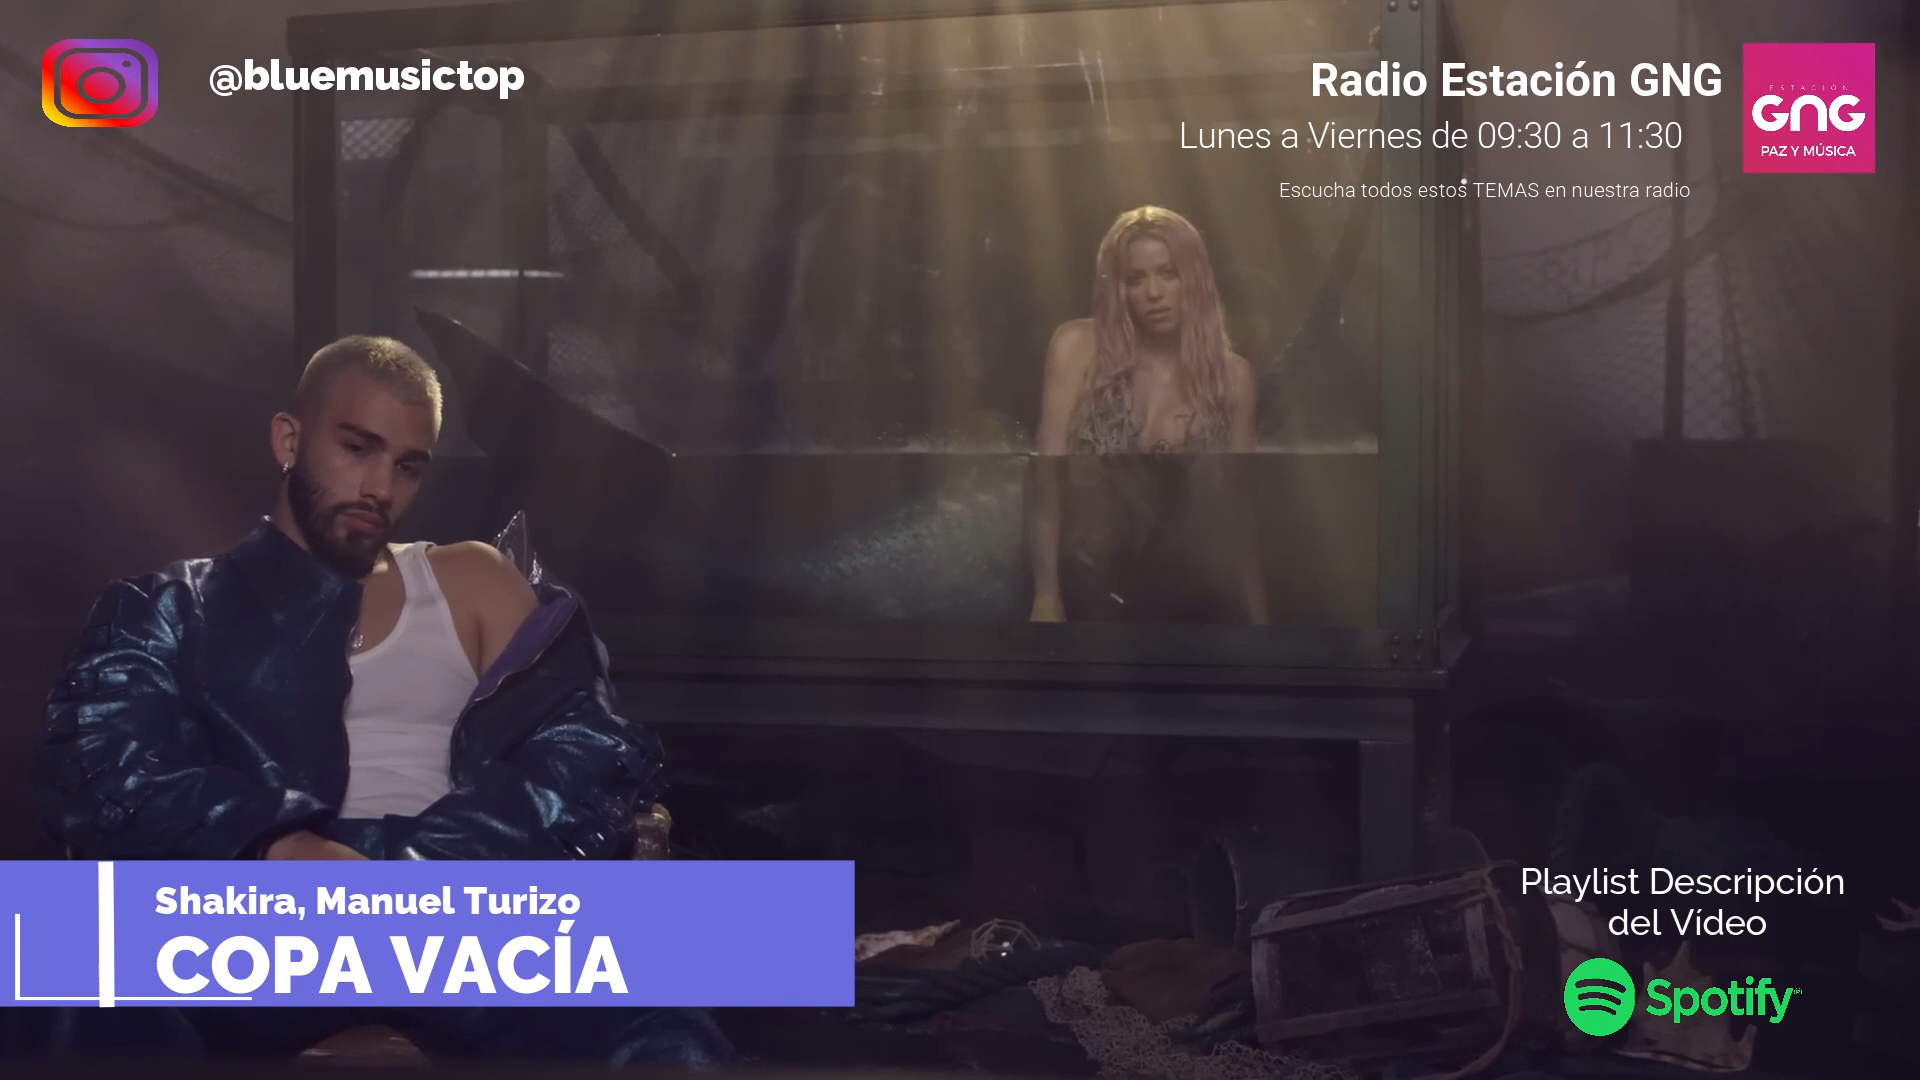 @bluemusictop
Radio Estación GNG
Lunes a Viernes de 09:30 a 11:30
Escucha todos estos TEMAS en nuestra radio
ESTACIÓN
GNG
PAZ Y MÚSICA
Shakira, Manuel Turizo
COPA VACÍA
Playlist Descripción
del Vídeo
Spotify